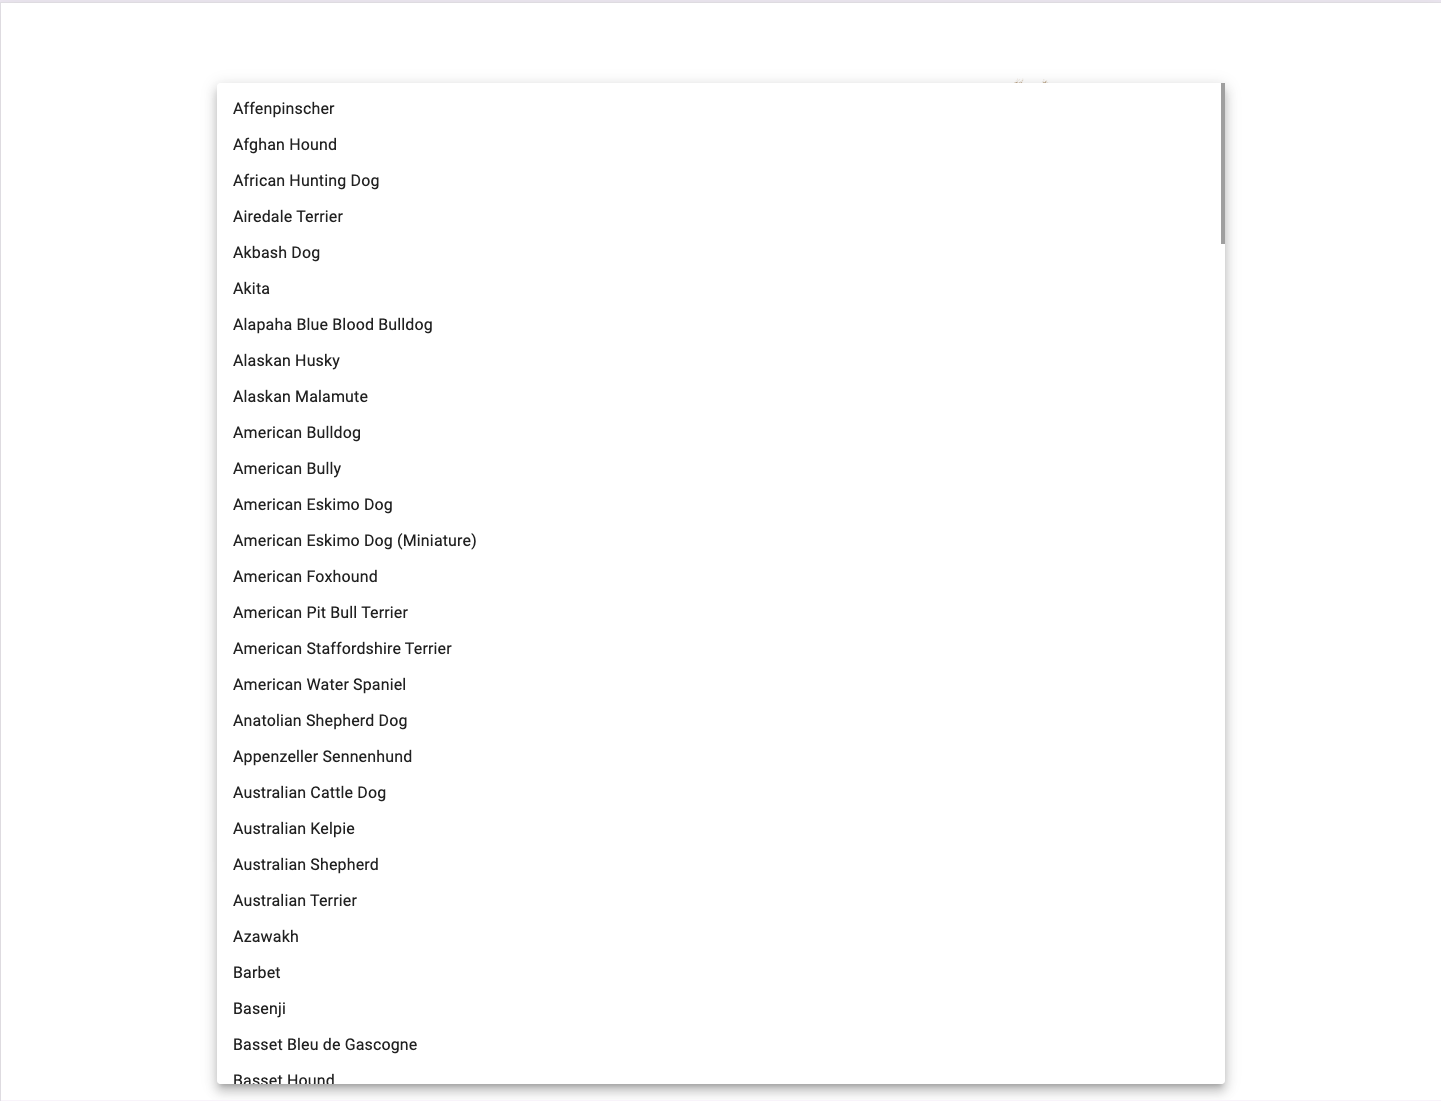 Affenpinscher
Afghan Hound
African Hunting Dog
Airedale Terrier
Akbash Dog
Akita
Alapaha Blue Blood Bulldog
Alaskan Husky
Alaskan Malamute
American Bulldog
American Bully
American Eskimo Dog
American Eskimo Dog (Miniature)
American Foxhound
American Pit Bull Terrier
American Staffordshire Terrier
American Water Spaniel
Anatolian Shepherd Dog
Appenzeller Sennenhund
Australian Cattle Dog
Australian Kelpie
Australian Shepherd
Australian Terrier
Azawakh
Barbet
Basenji
Basset Bleu de Gascogne
Basset Hound